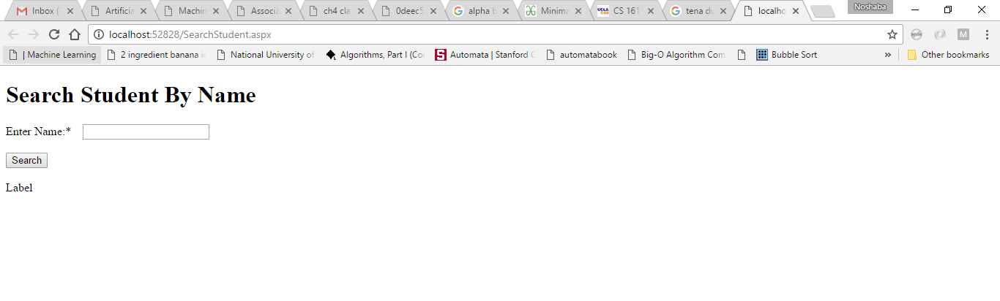 Noshaba
Inbox ( Artificia Machin Associa ch4 cla 0deec5 alpha b Minima CS 161 tena du localho
localhost:52828/SearchStudent.aspx
| Machine Learning 2 ingredient banana ic National University of Algorithms, Part I (Cou Automata | Stanford C automatabook Big-O Algorithm Com Bubble Sort » Other bookmarks
Search Student By Name
Enter Name:*
Search
Label